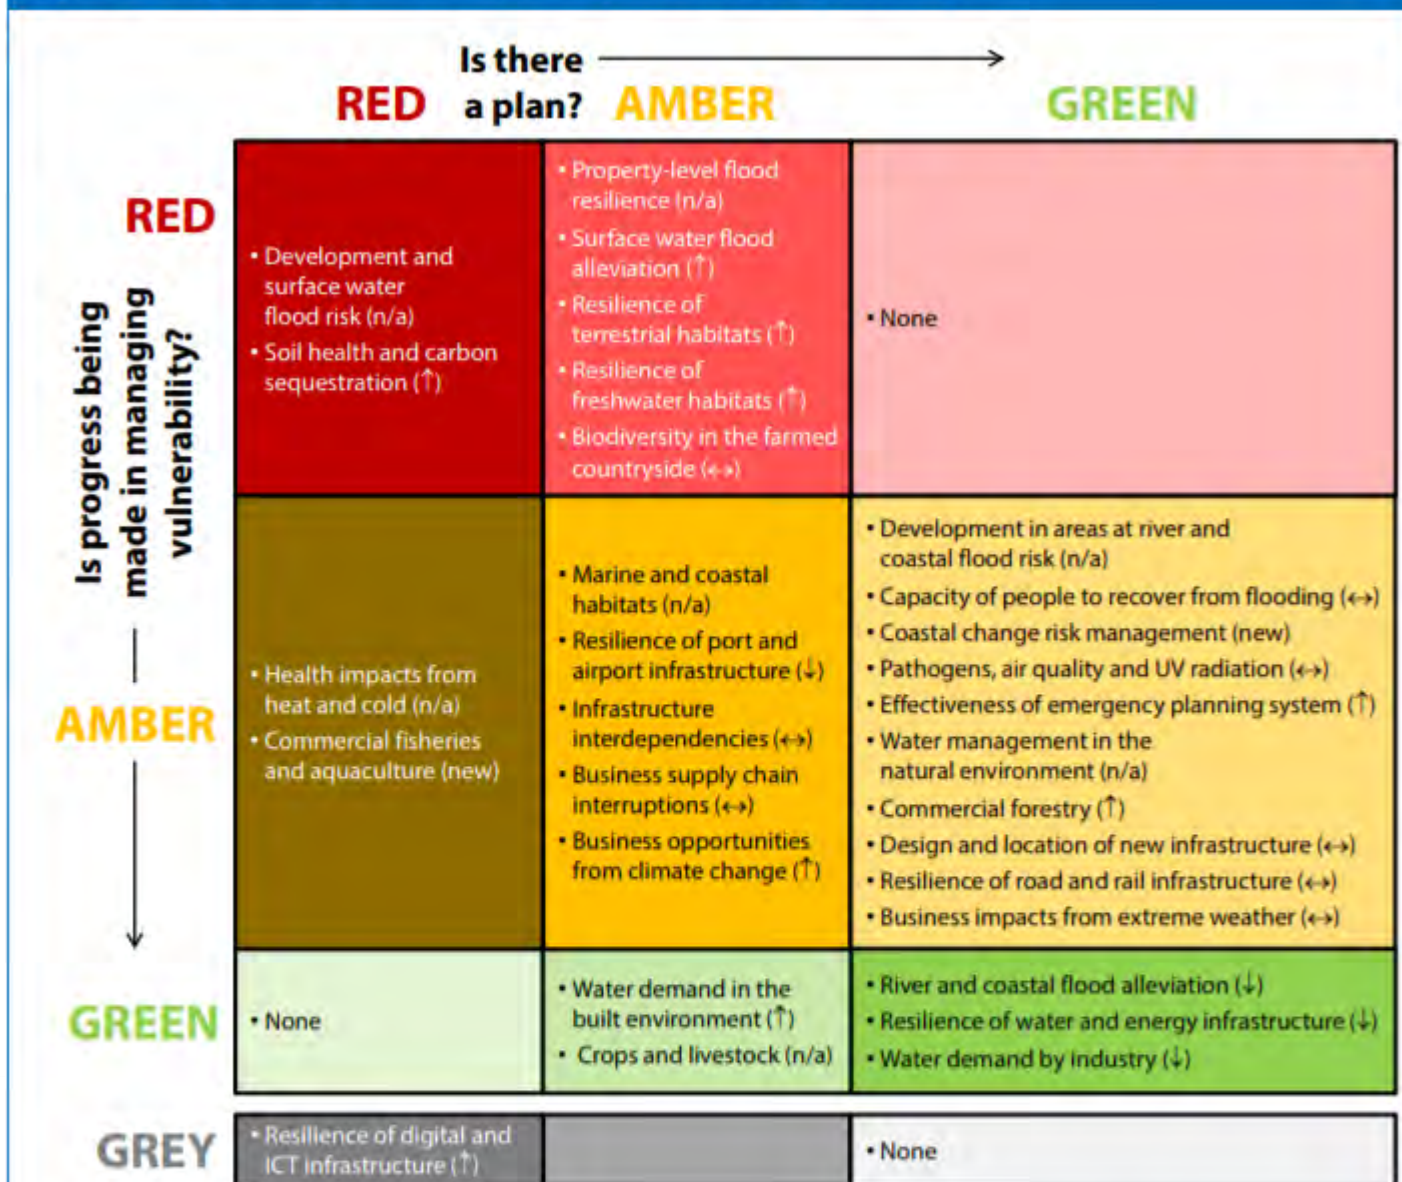 Is there
a plan?
RED
AMBER
GREEN
RED
Is progress being
made in managing
vulnerability?
AMBER
GREEN
GREY
• Development and
surface water
flood risk (n/a)
• Soil health and carbon
sequestration (↑)
• Property-level flood
resilience (n/a)
• Surface water flood
alleviation (↑)
• Resilience of
terrestrial habitats (↑)
• Resilience of
freshwater habitats (↑)
• Biodiversity in the farmed
countryside (↔)
• None
• Health impacts from
heat and cold (n/a)
• Commercial fisheries
and aquaculture (new)
• Marine and coastal
habitats (n/a)
• Resilience of port and
airport infrastructure (↓)
• Infrastructure
interdependencies (↔)
• Business supply chain
interruptions (↔)
• Business opportunities
from climate change (↑)
• Development in areas at river and
coastal flood risk (n/a)
• Capacity of people to recover from flooding (↔)
• Coastal change risk management (new)
• Pathogens, air quality and UV radiation (↔)
• Effectiveness of emergency planning system (↑)
• Water management in the
natural environment (n/a)
• Commercial forestry (↑)
• Design and location of new infrastructure (↔)
• Resilience of road and rail infrastructure (↔)
• Business impacts from extreme weather (↔)
• None
• Water demand in the
built environment (↑)
• Crops and livestock (n/a)
• River and coastal flood alleviation (↓)
• Resilience of water and energy infrastructure (↓)
• Water demand by industry (↓)
• Resilience of digital and
ICT infrastructure (↑)
• None